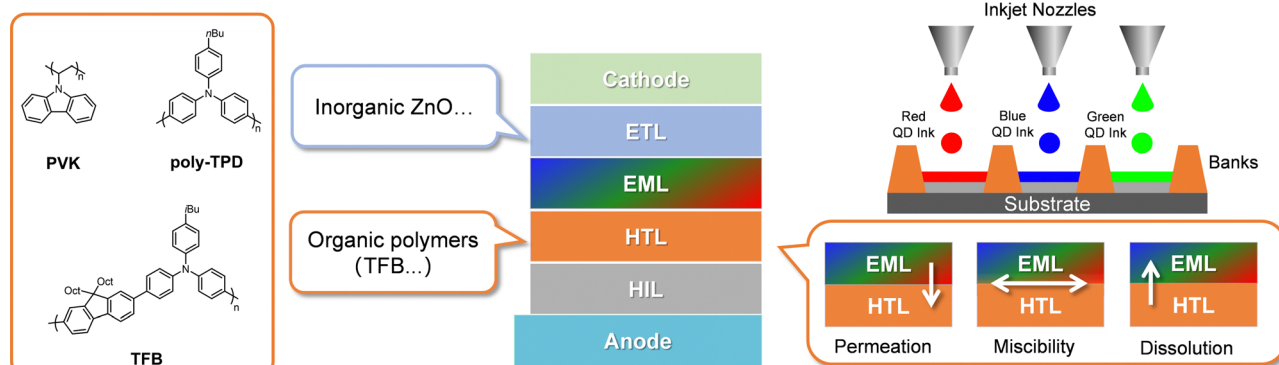 nBu
N
n
N
n
PVK
poly-TPD
iBu
N
Oct
Oct
n
TFB
Inorganic ZnO...
Organic polymers
(TFB...)
Cathode
ETL
EML
HTL
HIL
Anode
Inkjet Nozzles
Red
QD Ink
Blue
QD Ink
Green
QD Ink
Banks
Substrate
EML
HTL
Permeation
EML
HTL
Miscibility
EML
HTL
Dissolution